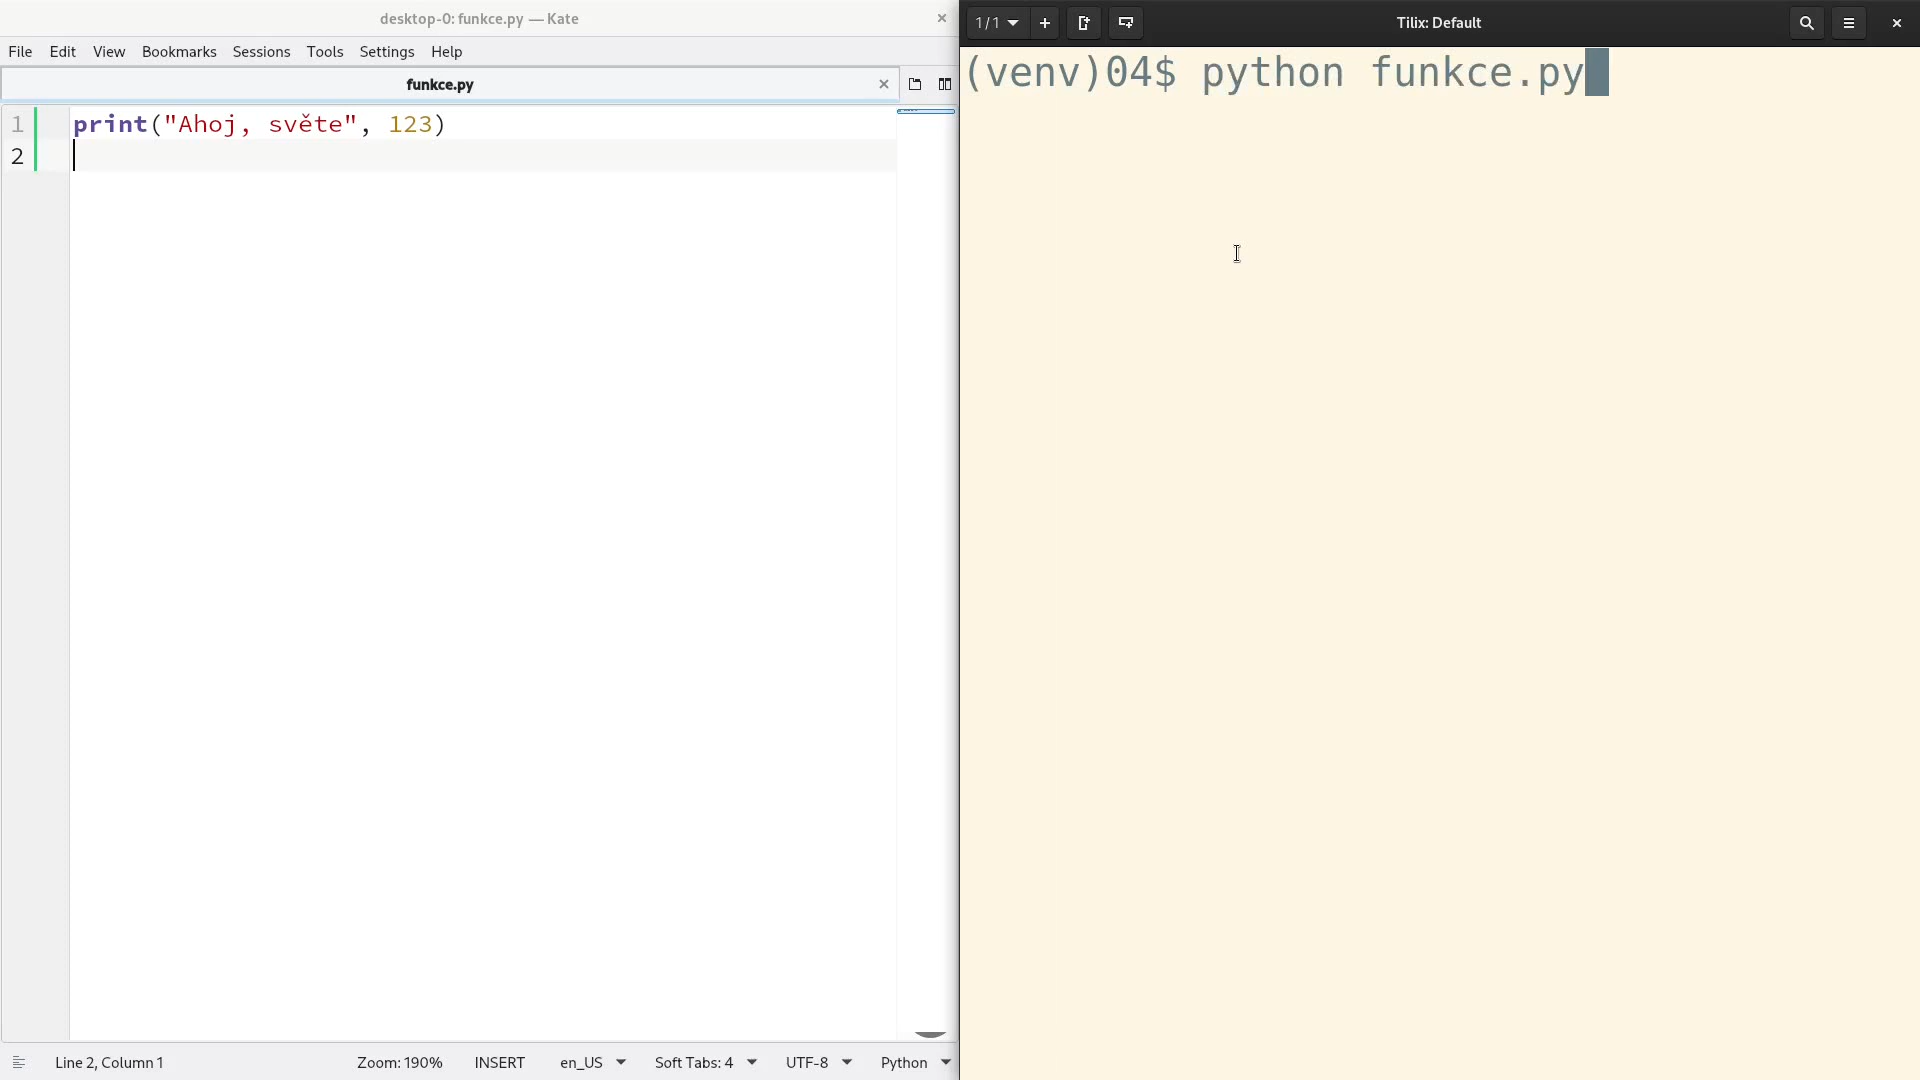 desktop-0: funkce.py — Kate
File Edit View Bookmarks Sessions Tools Settings Help
funkce.py
1 print("Ahoj, světe", 123)
2
Line 2, Column 1 Zoom: 190% INSERT en_US Soft Tabs: 4 UTF-8 Python
1/1 Tilix: Default
(venv)04$ python funkce.py